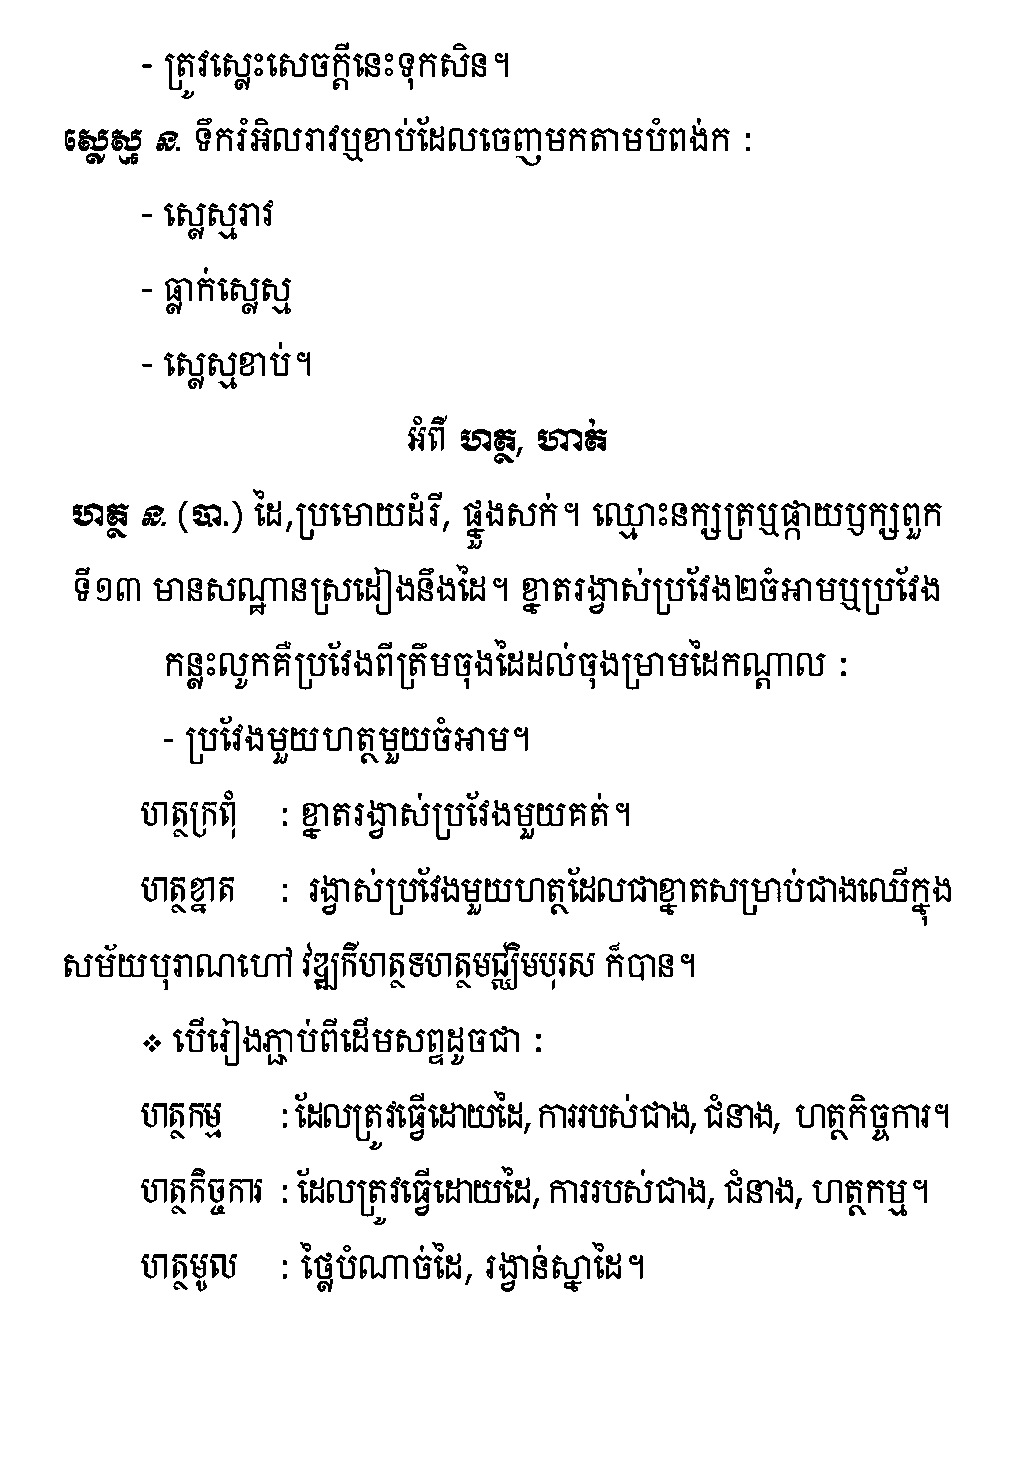 - ត្រូវស្លេះសេចក្ដីនេះទុកសិន។
ស្លេស្ម ន. ទឹករំអិលរាវឬខាប់ដែលចេញមកតាមបំពង់ក :
- ស្លេស្មរាវ
- ធ្លាក់ស្លេស្ម
- ស្លេស្មខាប់។
អំពី ហត្ថ, ហាត់
ហត្ថ ន. (បា.) ដៃ,ប្រមោយដំរី, ផ្នួងសក់។ ឈ្មោះនក្សត្រឬផ្កាយឫក្សពួក
ទី១៣ មានសណ្ឋានស្រដៀងនឹងដៃ។ ខ្នាតរង្វាស់ប្រវែង២ចំអាមឬប្រវែង
កន្លះលូកគឺប្រវែងពីត្រឹមចុងដៃដល់ចុងម្រាមដៃកណ្ដាល :
- ប្រវែងមួយហត្ថមួយចំអាម។
ហត្ថក្រពុំ : ខ្នាតរង្វាស់ប្រវែងមួយគត់។
ហត្ថខ្នាត : រង្វាស់ប្រវែងមួយហត្ថដែលជាខ្នាតសម្រាប់ជាងឈើក្នុង
សម័យបុរាណហៅ វឌ្ឍកីហត្ថទហត្ថមជ្ឈិមបុរស ក៏បាន។
❖ បើរៀងភ្ជាប់ពីដើមសព្ទដូចជា :
ហត្ថកម្ម : ដែលត្រូវធ្វើដោយដៃ, ការរបស់ជាង, ជំនាង, ហត្ថកិច្ចការ។
ហត្ថកិច្ចការ : ដែលត្រូវធ្វើដោយដៃ, ការរបស់ជាង, ជំនាង, ហត្ថកម្ម។
ហត្ថមូល : ថ្លៃបំណាច់ដៃ, រង្វាន់ស្នាដៃ។